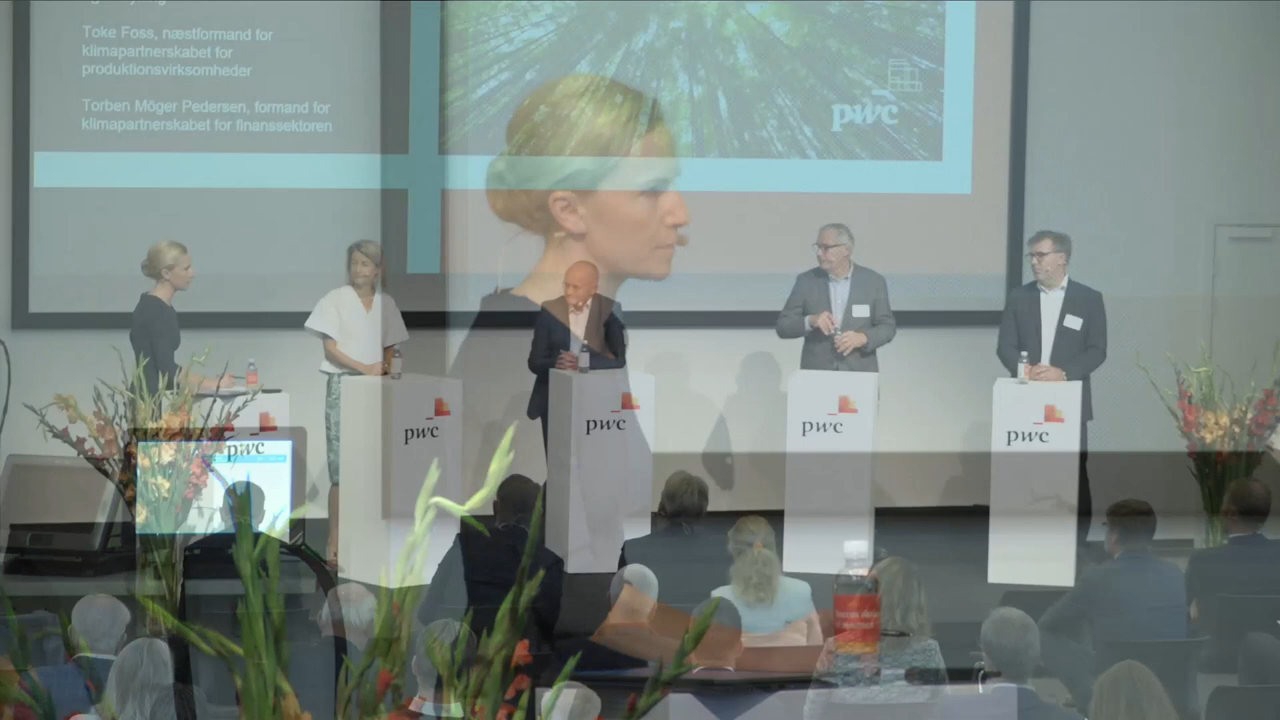 Toke Foss, næstformand for
klimapartnerskabet for
produktionsvirksomheder
Torben Möger Pedersen, formand for
klimapartnerskabet for finanssektoren
pwc
pwc
pwc
pwc
pwc
pwc